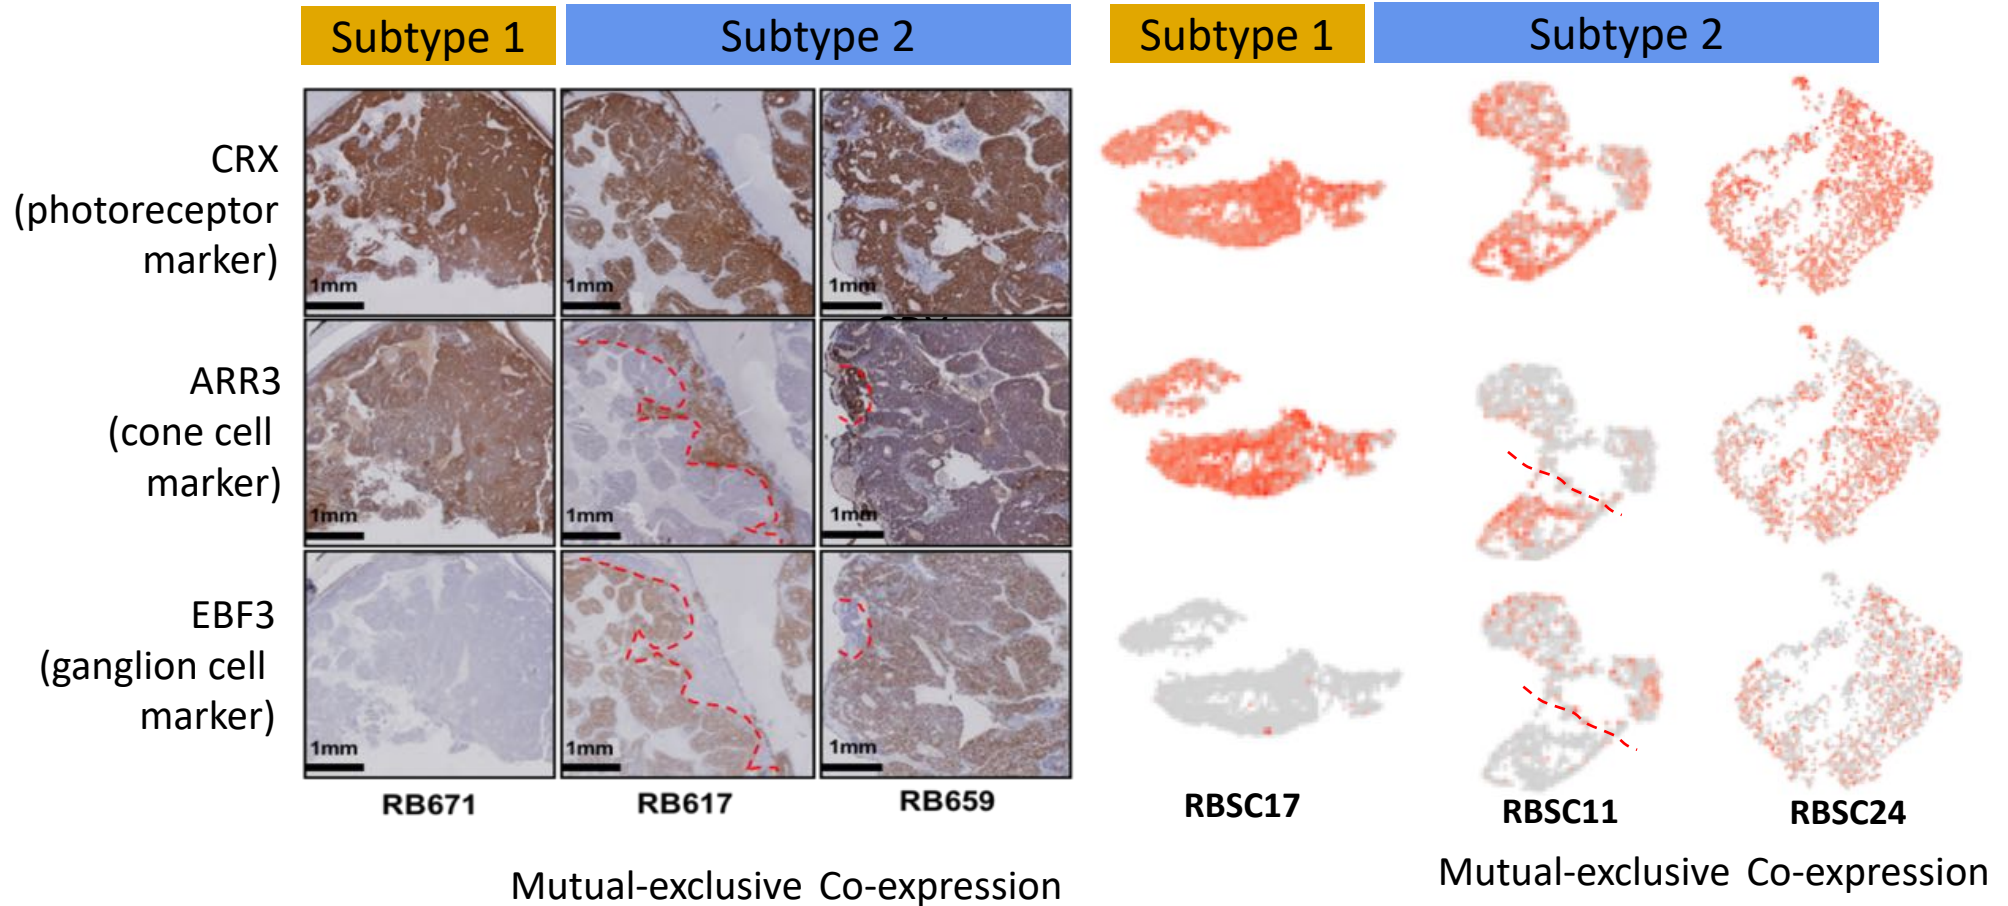 Subtype 1
Subtype 2
Subtype 1
Subtype 2
CRX
(photoreceptor
marker)
1mm
1mm
1mm
ARR3
(cone cell
marker)
1mm
1mm
1mm
EBF3
(ganglion cell
marker)
1mm
1mm
1mm
RB671
RB617
RB659
RBSC17
RBSC11
RBSC24
Mutual-exclusive
Co-expression
Mutual-exclusive
Co-expression